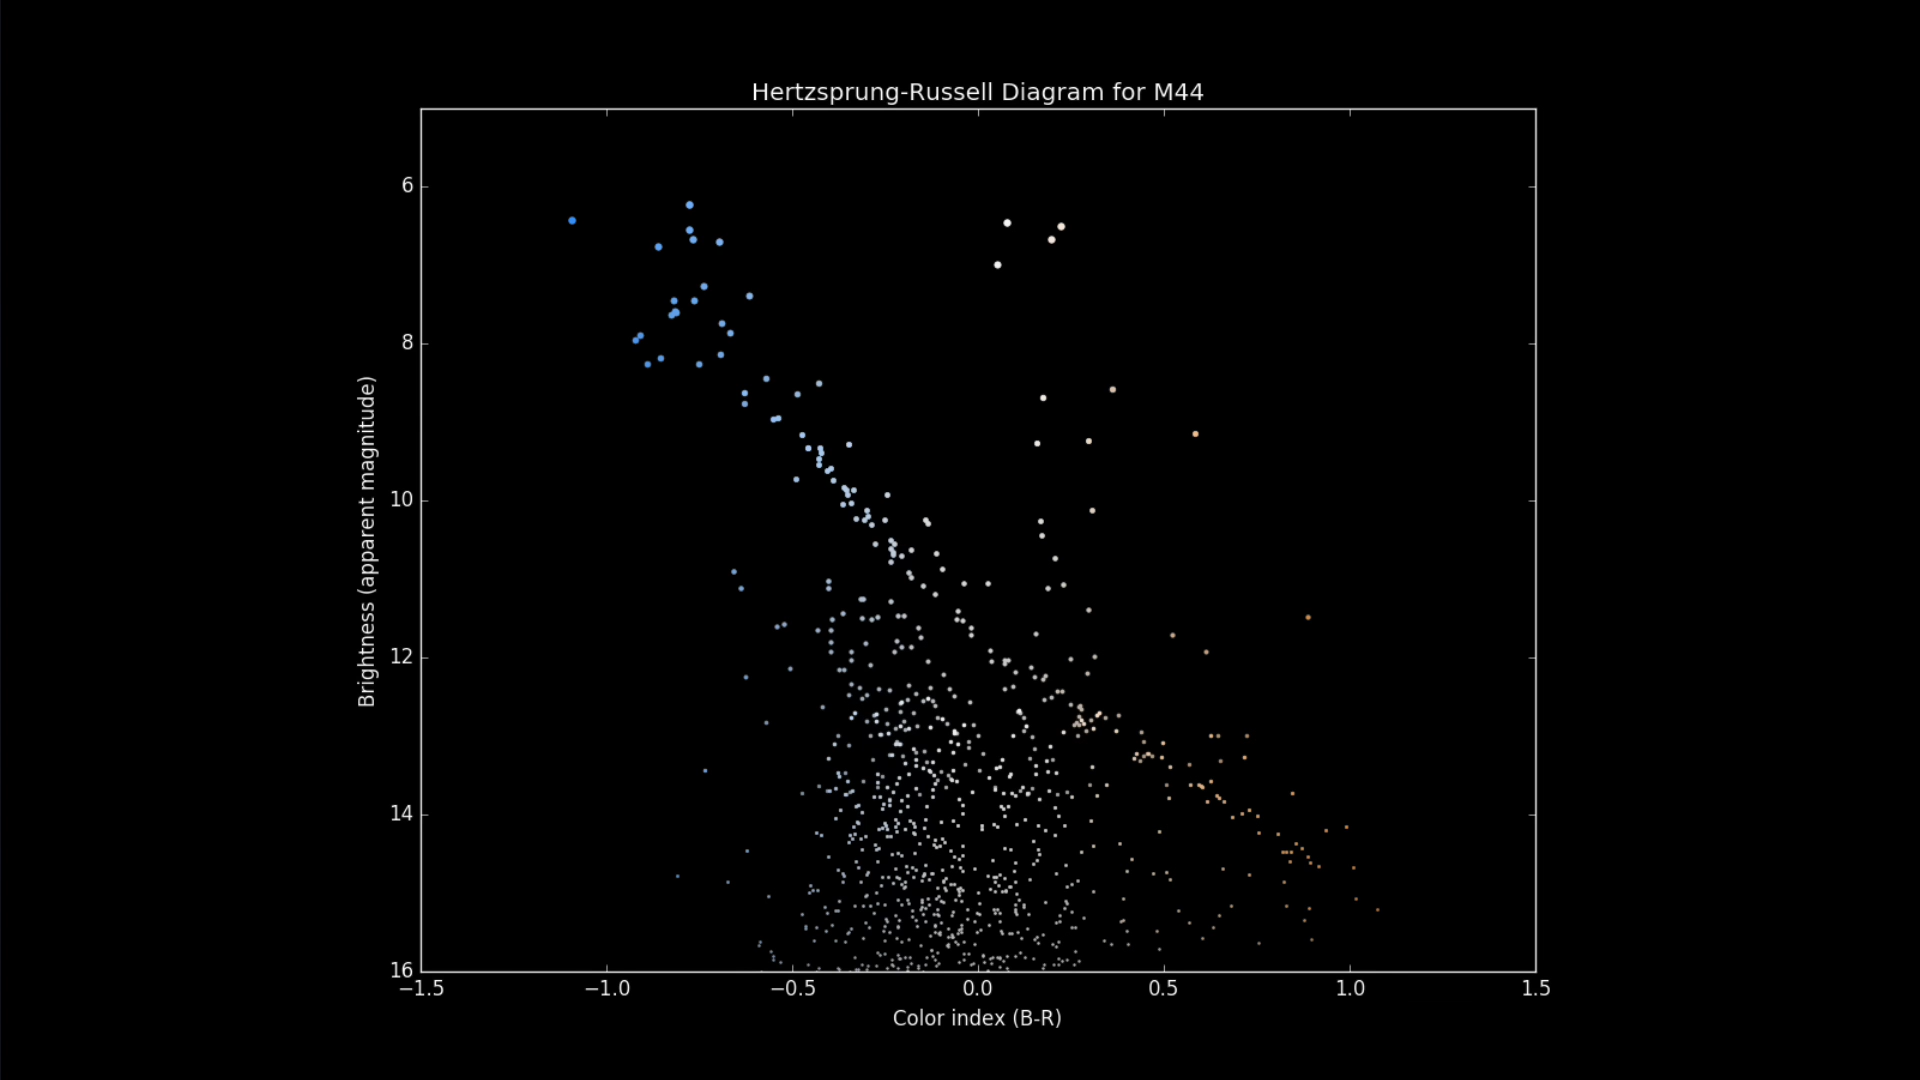 Hertzsprung-Russell Diagram for M44
Brightness (apparent magnitude)
6
8
10
12
14
16
−1.5 −1.0 −0.5 0.0 0.5 1.0 1.5
Color index (B-R)